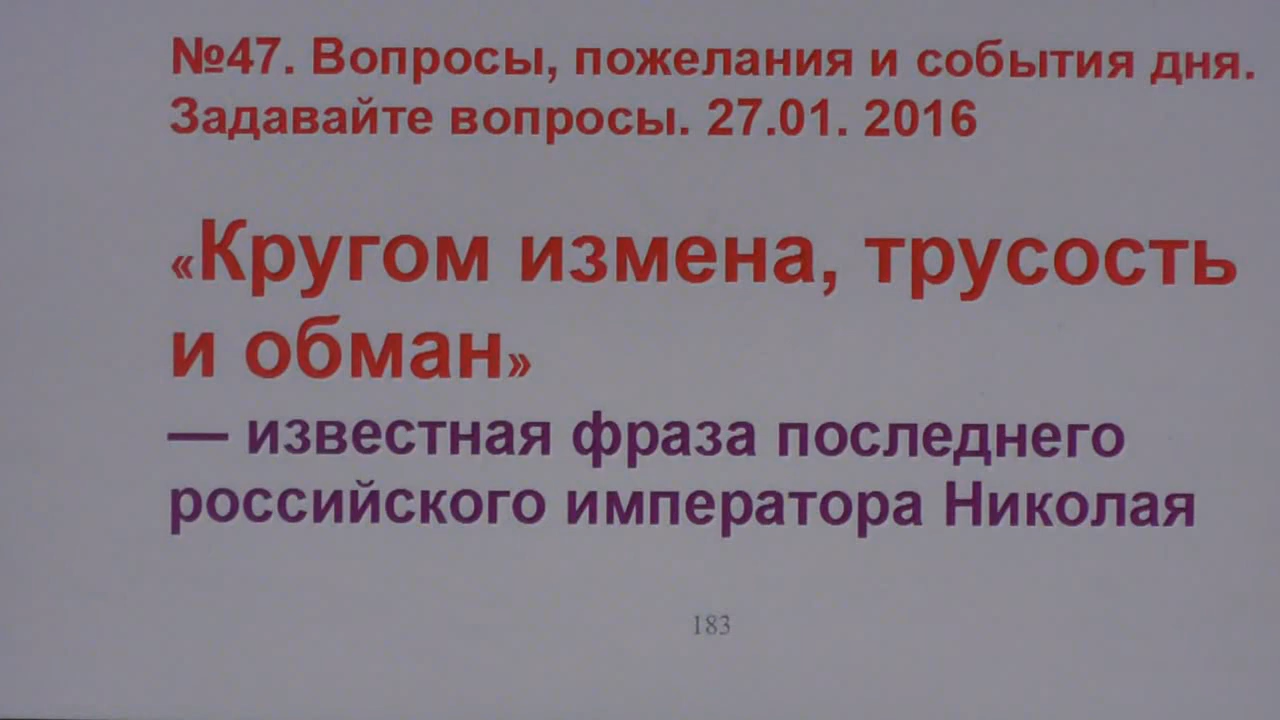 №47. Вопросы, пожелания и события дня.
Задавайте вопросы. 27.01. 2016
«Кругом измена, трусость
и обман»
— известная фраза последнего
российского императора Николая
183